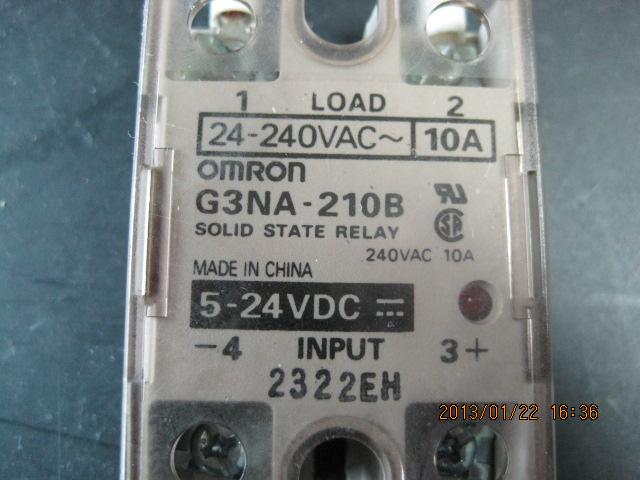 1 LOAD 2
24-240VAC~ 10A
OMRON
G3NA-210B
SOLID STATE RELAY
240VAC 10A
MADE IN CHINA
5-24VDC
-4 INPUT 3+
2322EH
2013/01/22 16:36